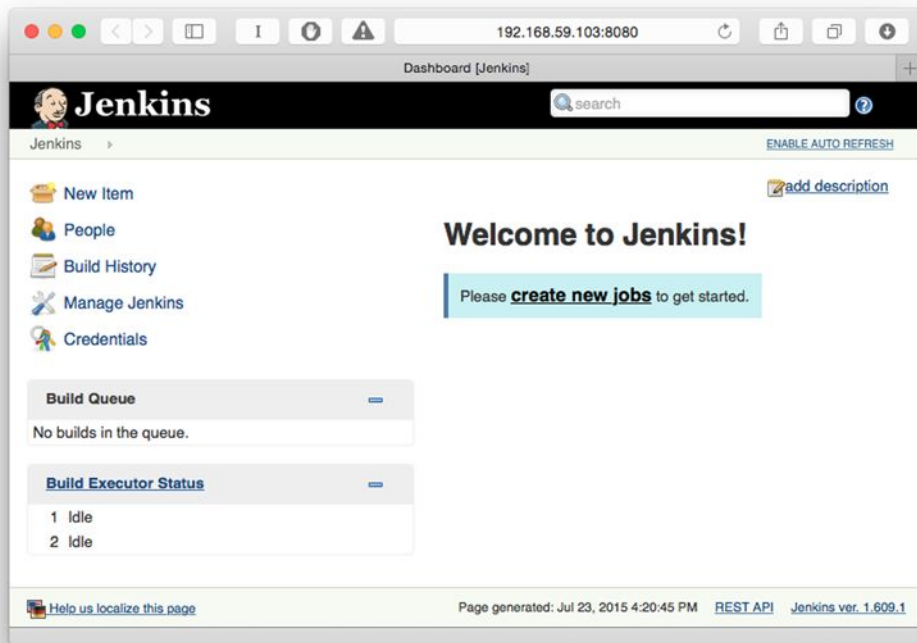 192.168.59.103:8080
Dashboard [Jenkins]
Jenkins
search
Jenkins
ENABLE AUTO REFRESH
New Item
People
Build History
Manage Jenkins
Credentials
add description
Welcome to Jenkins!
Please create new jobs to get started.
Build Queue
No builds in the queue.
Build Executor Status
1 Idle
2 Idle
Help us localize this page
Page generated: Jul 23, 2015 4:20:45 PM REST API Jenkins ver. 1.609.1